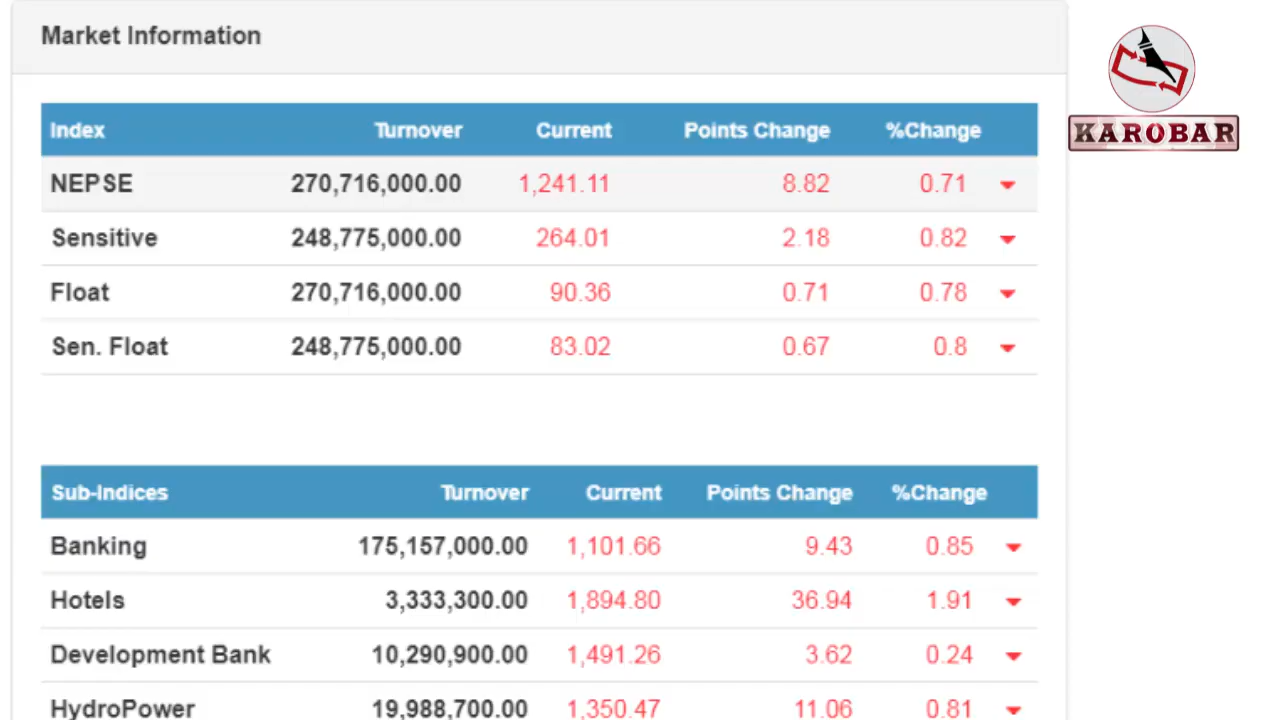 Market Information
KAROBAR
Index Turnover Current Points Change %Change
NEPSE 270,716,000.00 1,241.11 8.82 0.71
Sensitive 248,775,000.00 264.01 2.18 0.82
Float 270,716,000.00 90.36 0.71 0.78
Sen. Float 248,775,000.00 83.02 0.67 0.8
Sub-Indices Turnover Current Points Change %Change
Banking 175,157,000.00 1,101.66 9.43 0.85
Hotels 3,333,300.00 1,894.80 36.94 1.91
Development Bank 10,290,900.00 1,491.26 3.62 0.24
HydroPower 19,988,700.00 1,350.47 11.06 0.81